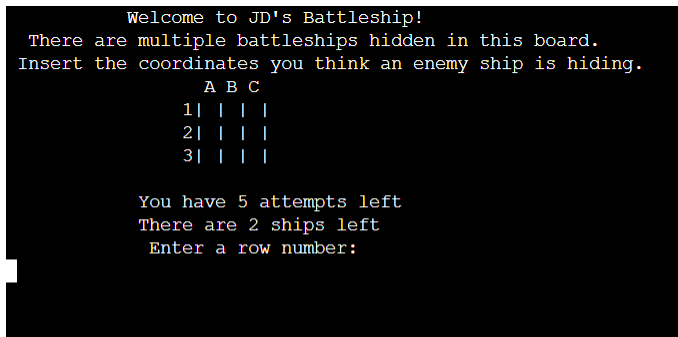 Welcome to JD's Battleship!
There are multiple battleships hidden in this board.
Insert the coordinates you think an enemy ship is hiding.
A B C
1| | | |
2| | | |
3| | | |
You have 5 attempts left
There are 2 ships left
Enter a row number: